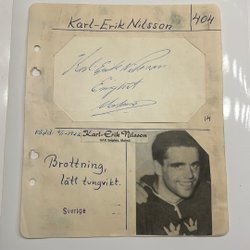 Karl-Erik Nilsson
404
Karl Erik Nilsson
14
Karl-Erik Nilsson
Brottning,
lätt tungvikt.
Sverige